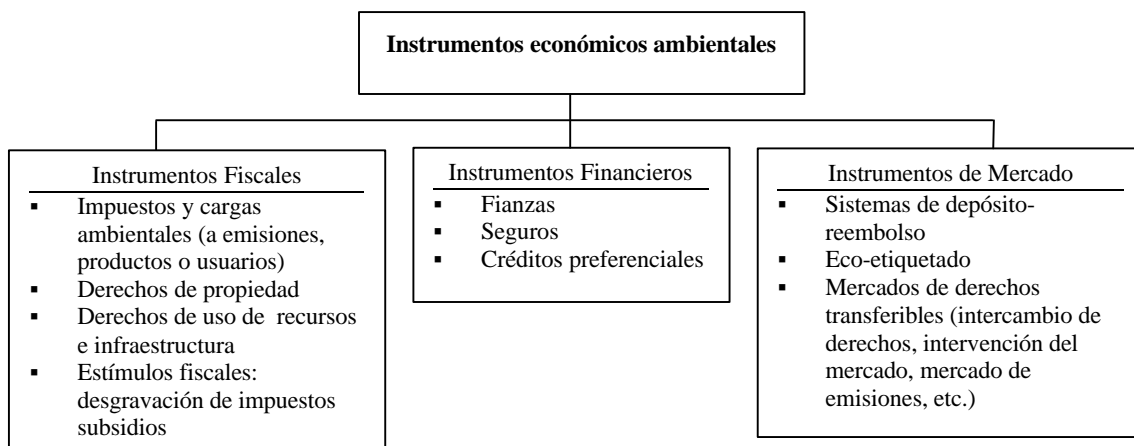 Instrumentos económicos ambientales
Instrumentos Fiscales
▪ Impuestos y cargas
ambientales (a emisiones,
productos o usuarios)
▪ Derechos de propiedad
▪ Derechos de uso de recursos
e infraestructura
▪ Estímulos fiscales:
desgravación de impuestos
subsidios
Instrumentos Financieros
▪ Fianzas
▪ Seguros
▪ Créditos preferenciales
Instrumentos de Mercado
▪ Sistemas de depósito-
reembolso
▪ Eco-etiquetado
▪ Mercados de derechos
transferibles (intercambio de
derechos, intervención del
mercado, mercado de
emisiones, etc.)